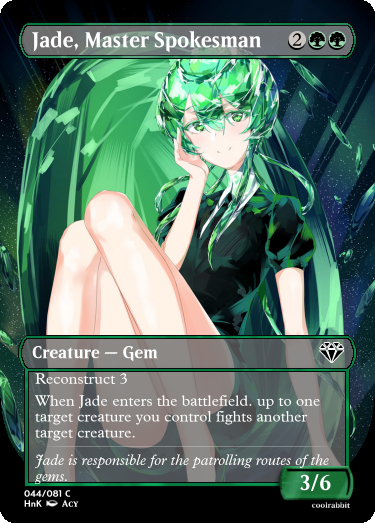 Jade, Master Spokesman 2
Creature — Gem
Reconstruct 3
When Jade enters the battlefield. up to one
target creature you control fights another
target creature.
Jade is responsible for the patrolling routes of the
gems.
3/6
044/081 C
HnK ACY
coolrabbit